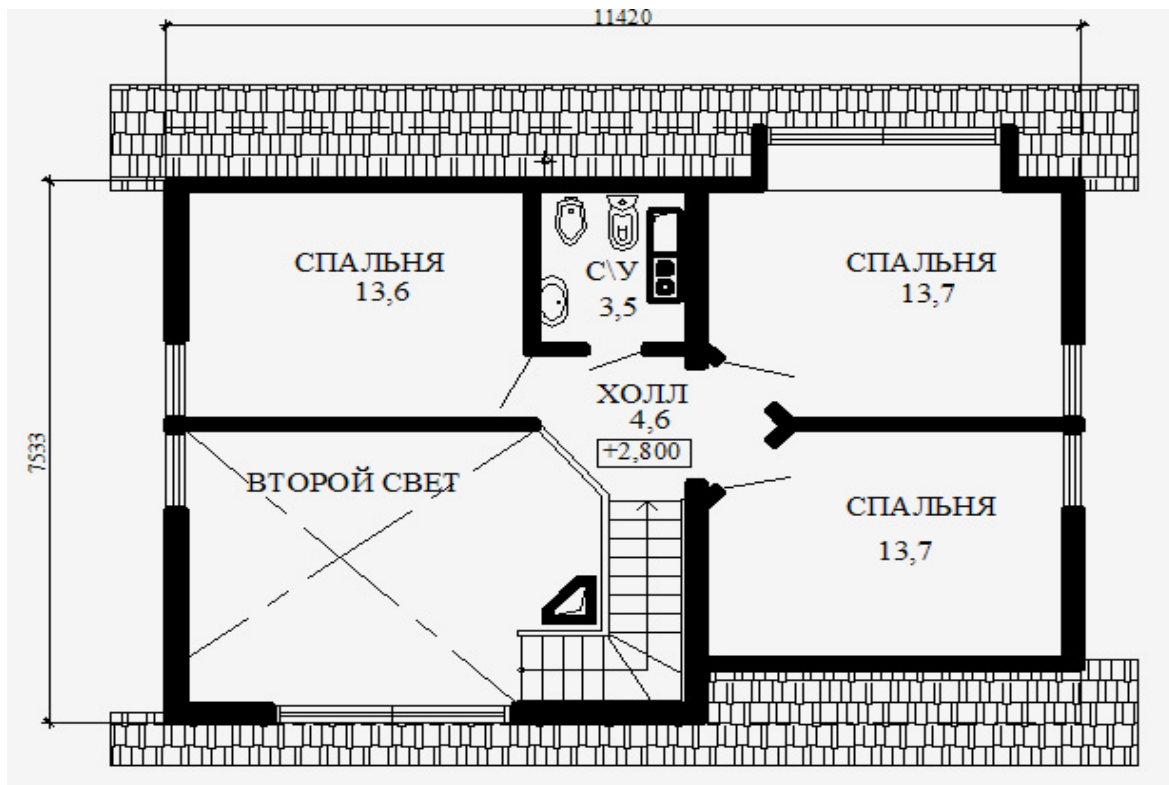 11420
СПАЛЬНЯ
13,6
С\У
3,5
СПАЛЬНЯ
13,7
ХОЛЛ
4,6
+2,800
7533
ВТОРОЙ СВЕТ
СПАЛЬНЯ
13,7